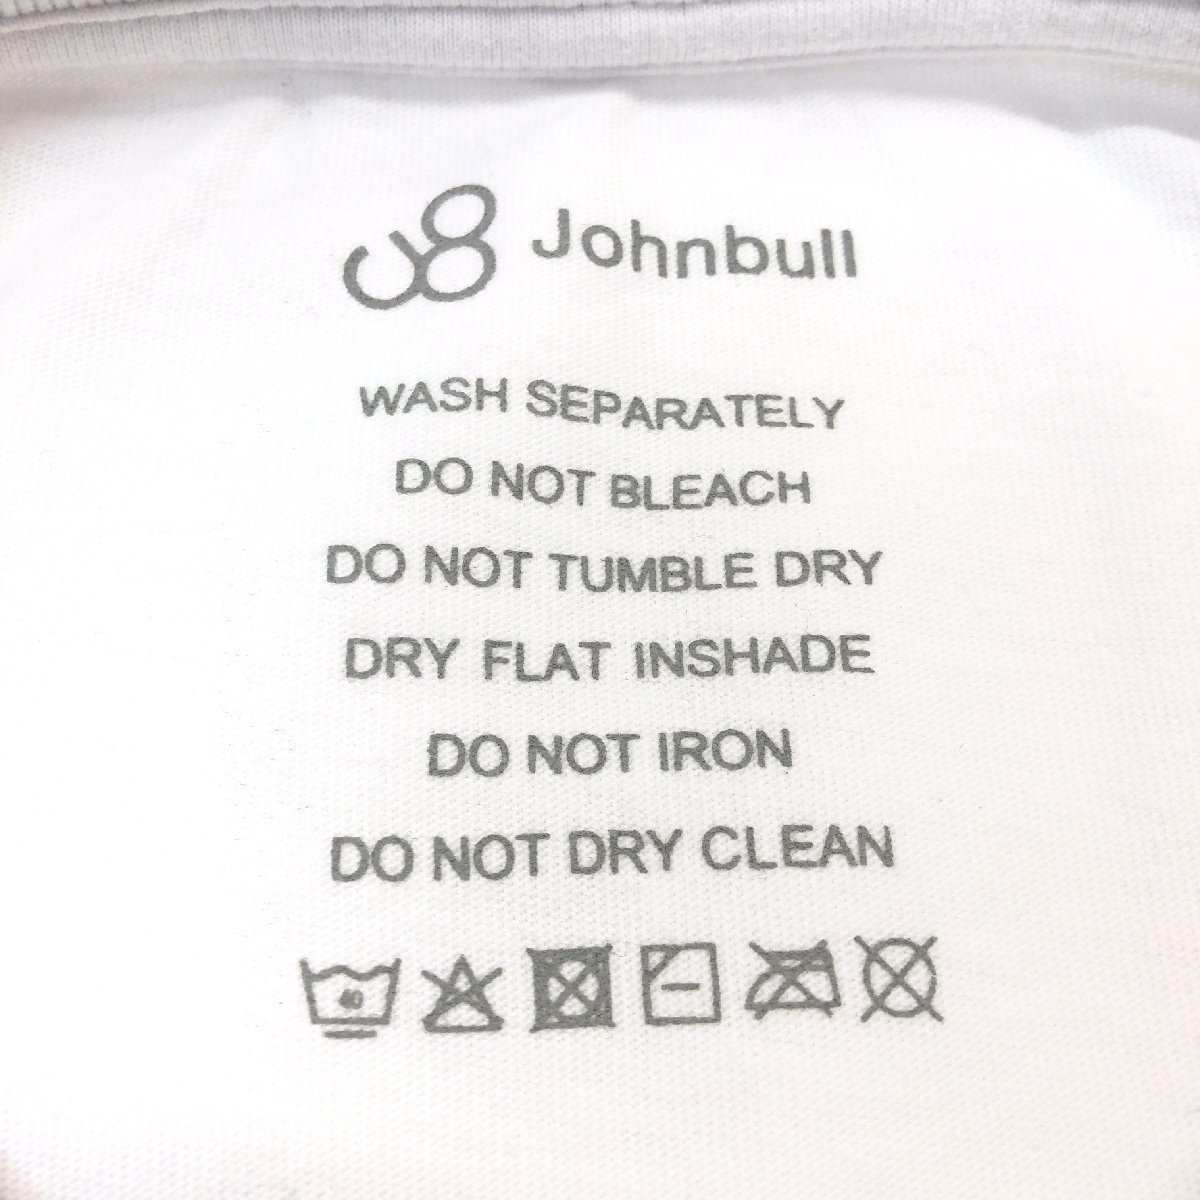 Johnbull
WASH SEPARATELY
DO NOT BLEACH
DO NOT TUMBLE DRY
DRY FLAT INSHADE
DO NOT IRON
DO NOT DRY CLEAN
40